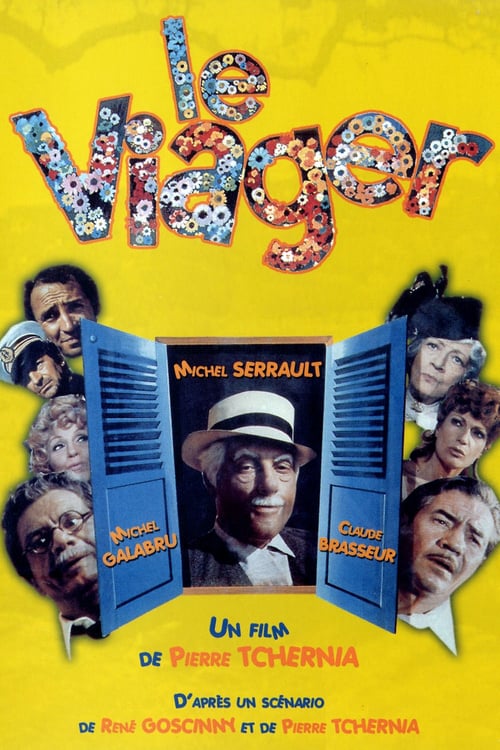 le
Viager
MICHEL SERRAULT
MICHEL
GALABRU
CLAUDE
BRASSEUR
UN FILM
DE PIERRE TCHERNIA
D'APRÈS UN SCÉNARIO
DE RENÉ GOSCINNY ET DE PIERRE TCHERNIA